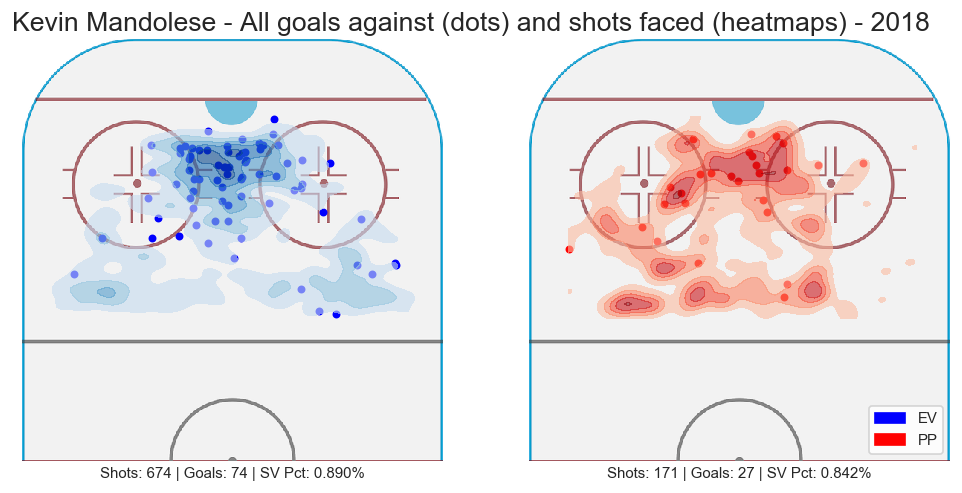 Kevin Mandolese - All goals against (dots) and shots faced (heatmaps) - 2018
EV
PP
Shots: 674 | Goals: 74 | SV Pct: 0.890%
Shots: 171 | Goals: 27 | SV Pct: 0.842%